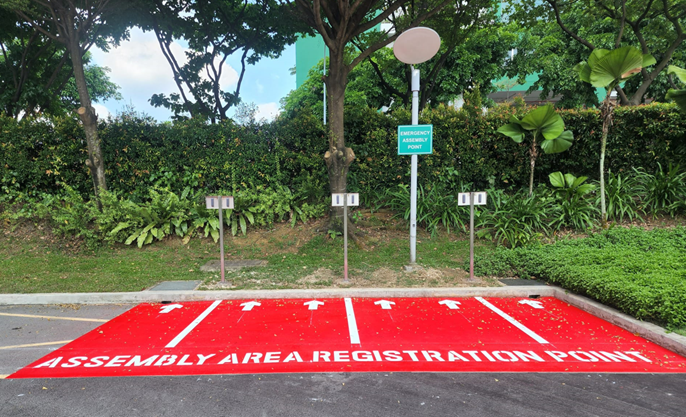 EMERGENCY
ASSEMBLY
POINT
ASSEMBLY AREA REGISTRATION POINT